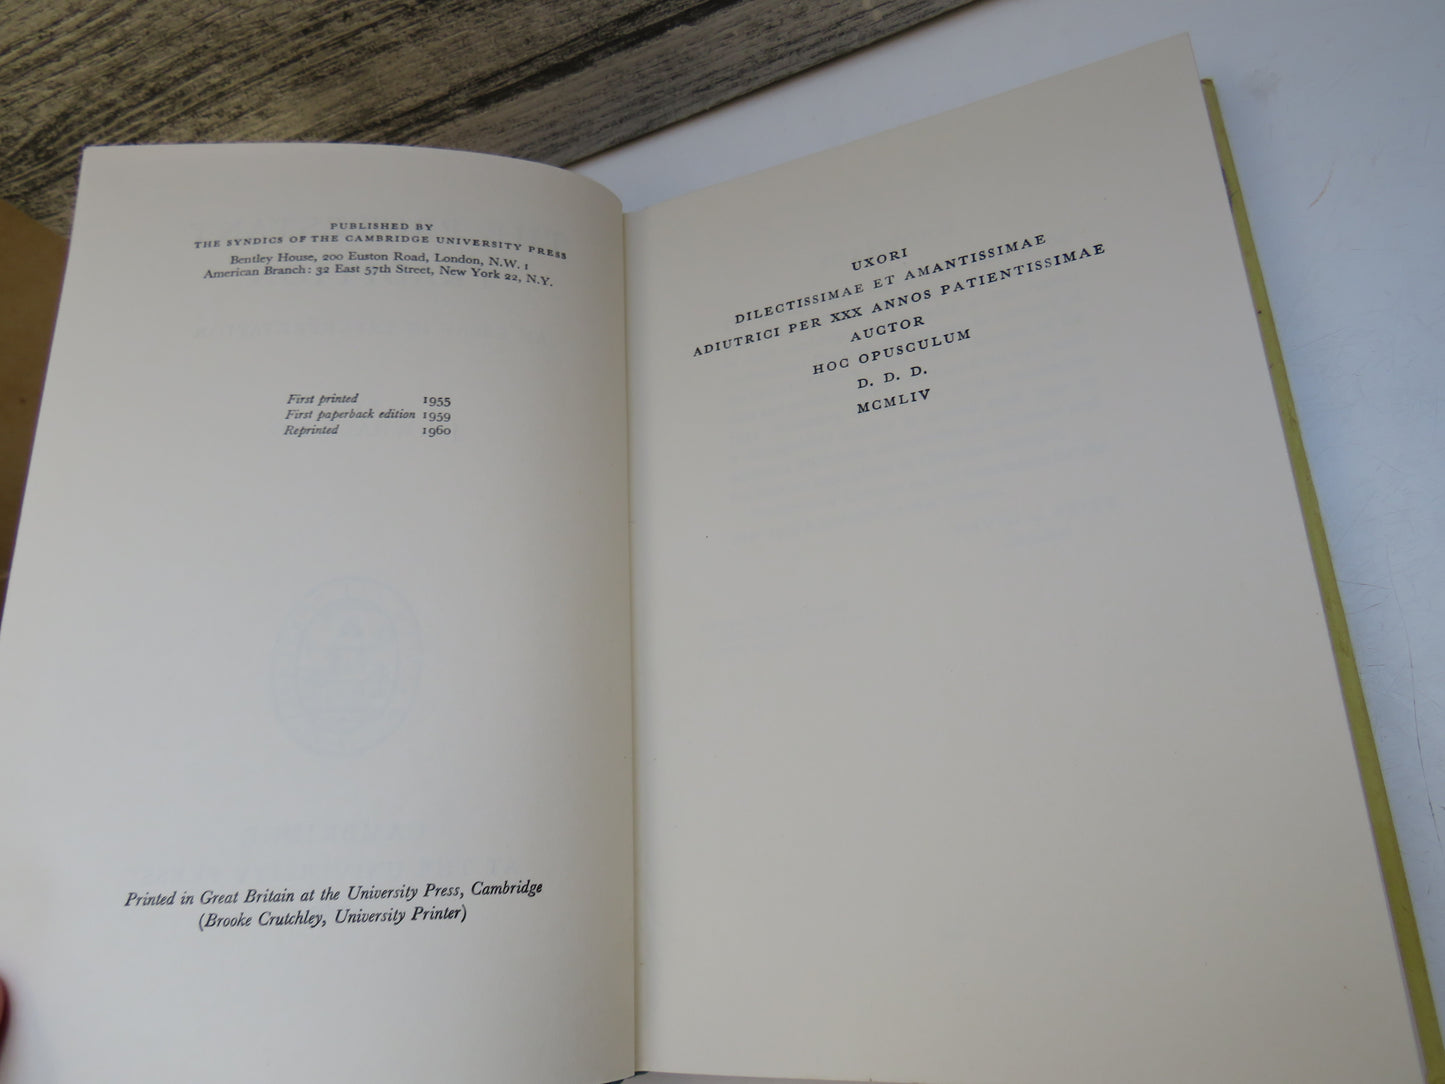 PUBLISHED BY
THE SYNDICS OF THE CAMBRIDGE UNIVERSITY PRESS
Bentley House, 200 Euston Road, London, N.W. 1
American Branch: 32 East 57th Street, New York 22, N.Y.
First printed 1955
First paperback edition 1959
Reprinted 1960
Printed in Great Britain at the University Press, Cambridge
(Brooke Crutchley, University Printer)
UXORI
DILECTISSIMAE ET AMANTISSIMAE
ADIUTRICI PER XXX ANNOS PATIENTISSIMAE
AUCTOR
HOC OPUSCULUM
D. D. D.
MCMLIV